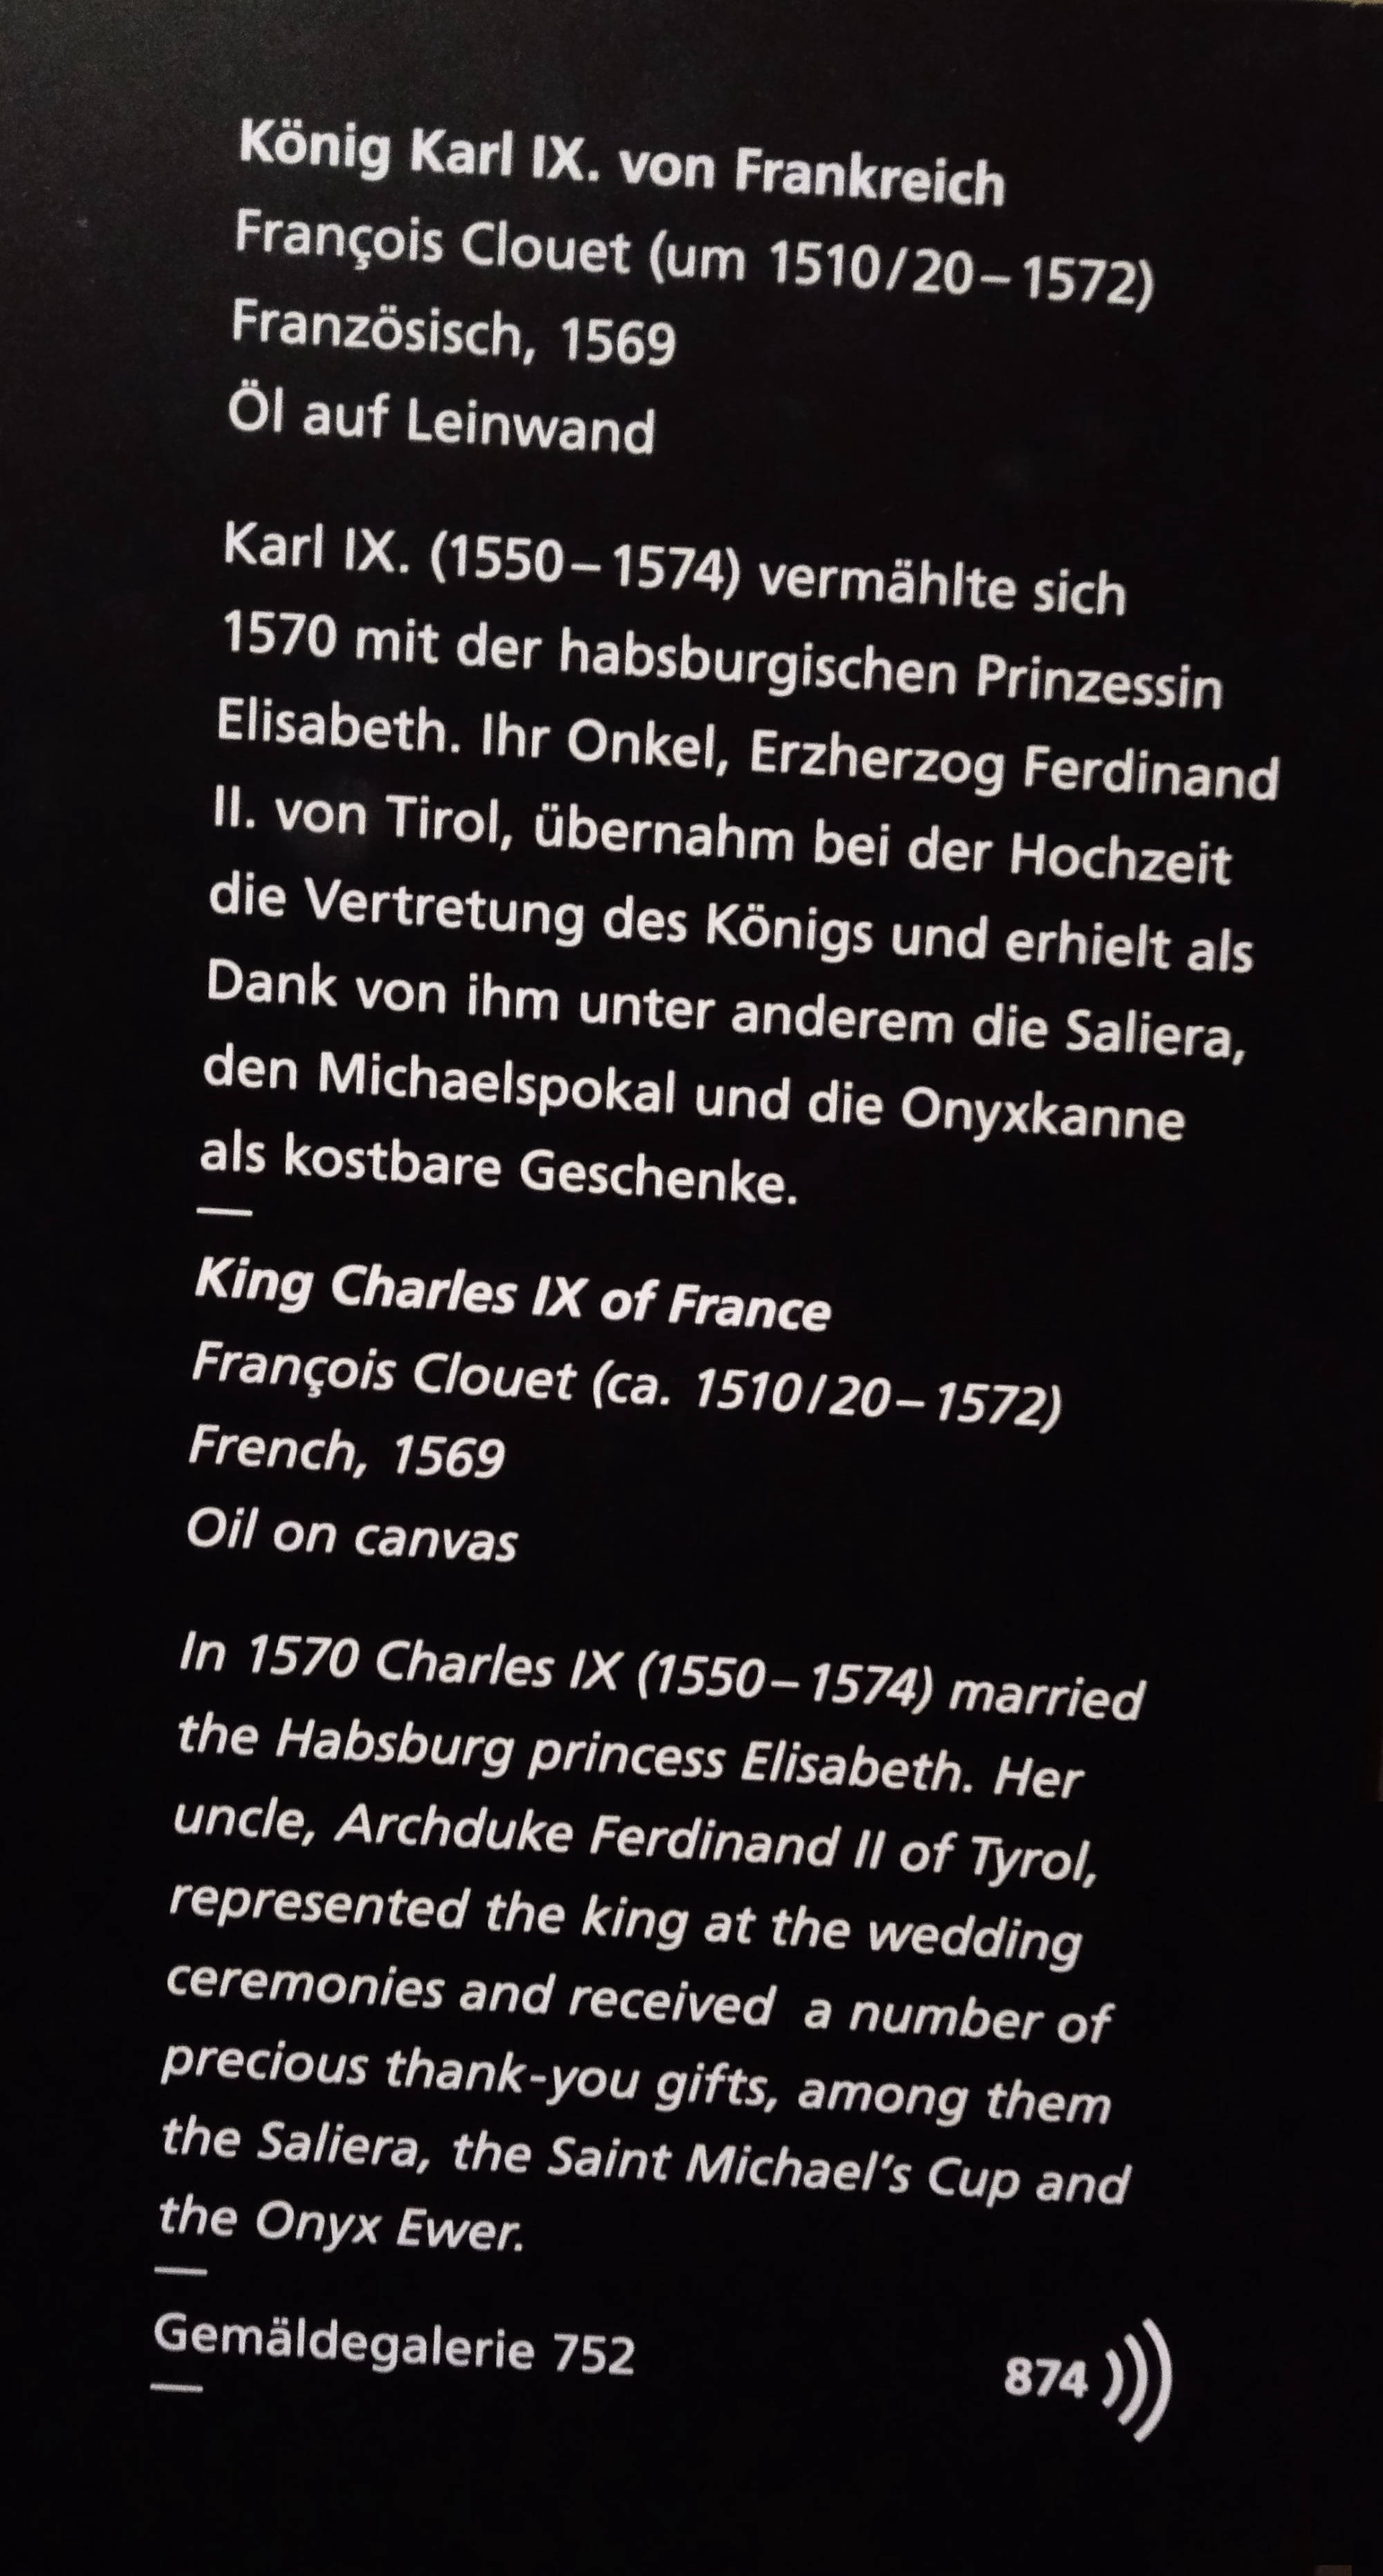 König Karl IX. von Frankreich
François Clouet (um 1510/20–1572)
Französisch, 1569
Öl auf Leinwand
Karl IX. (1550–1574) vermählte sich
1570 mit der habsburgischen Prinzessin
Elisabeth. Ihr Onkel, Erzherzog Ferdinand
II. von Tirol, übernahm bei der Hochzeit
die Vertretung des Königs und erhielt als
Dank von ihm unter anderem die Saliera,
den Michaelspokal und die Onyxkanne
als kostbare Geschenke.
—
King Charles IX of France
François Clouet (ca. 1510/20–1572)
French, 1569
Oil on canvas
In 1570 Charles IX (1550–1574) married
the Habsburg princess Elisabeth. Her
uncle, Archduke Ferdinand II of Tyrol,
represented the king at the wedding
ceremonies and received  a number of
precious thank-you gifts, among them
the Saliera, the Saint Michael’s Cup and
the Onyx Ewer.
—
Gemäldegalerie 752
874
—